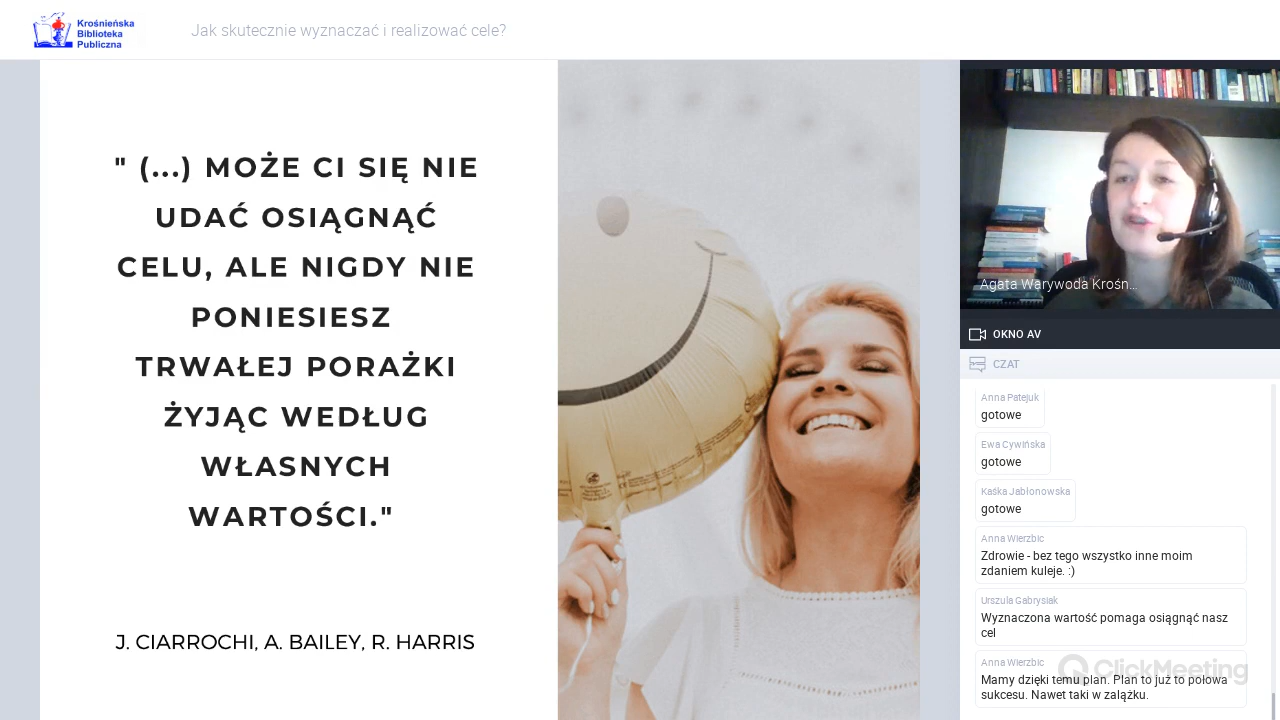 Krośnieńska
Biblioteka
Publiczna
Jak skutecznie wyznaczać i realizować cele?
" (...) MOŻE CI SIĘ NIE
UDAĆ OSIĄGNĄĆ
CELU, ALE NIGDY NIE
PONIESIESZ
TRWAŁEJ PORAŻKI
ŻYJĄC WEDŁUG
WŁASNYCH
WARTOŚCI."
J. CIARROCHI, A. BAILEY, R. HARRIS
Agata Warywoda Krośn...
OKNO AV
CZAT
Anna Patejuk
gotowe
Ewa Cywińska
gotowe
Kaśka Jabłonowska
gotowe
Anna Wierzbic
Zdrowie - bez tego wszystko inne moim
zdaniem kuleje. :)
Urszula Gabrysiak
Wyznaczona wartość pomaga osiągnąć nasz
cel
Anna Wierzbic
Mamy dzięki temu plan. Plan to już to połowa
sukcesu. Nawet taki w zalążku.
ClickMeeting